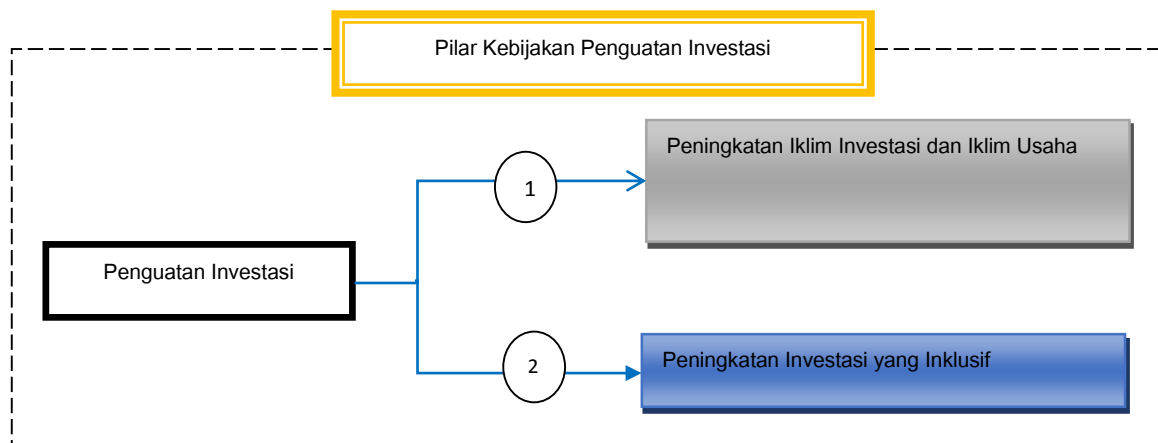 Pilar Kebijakan Penguatan Investasi
Peningkatan Iklim Investasi dan Iklim Usaha
1
Penguatan Investasi
2
Peningkatan Investasi yang Inklusif